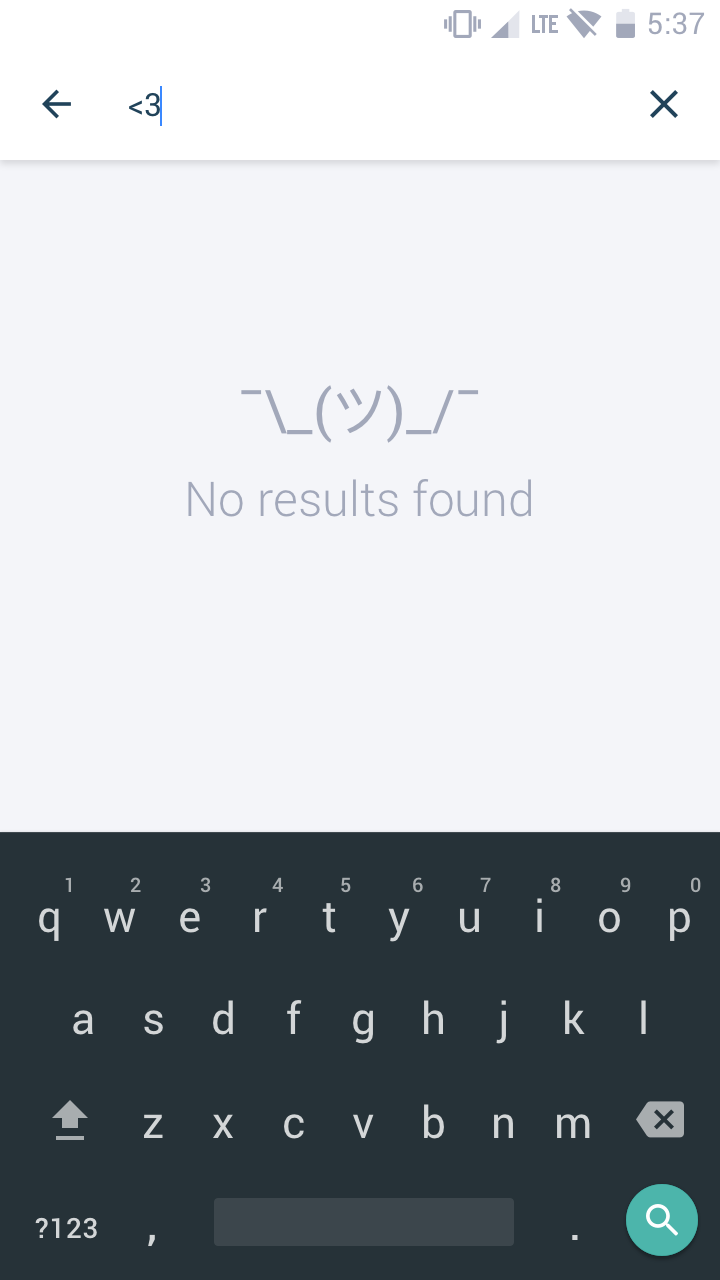 LTE 5:37
<3
¯\_(ツ)_/¯
No results found
1 2 3 4 5 6 7 8 9 0
q w e r t y u i o p
a s d f g h j k l
z x c v b n m
?123 , .